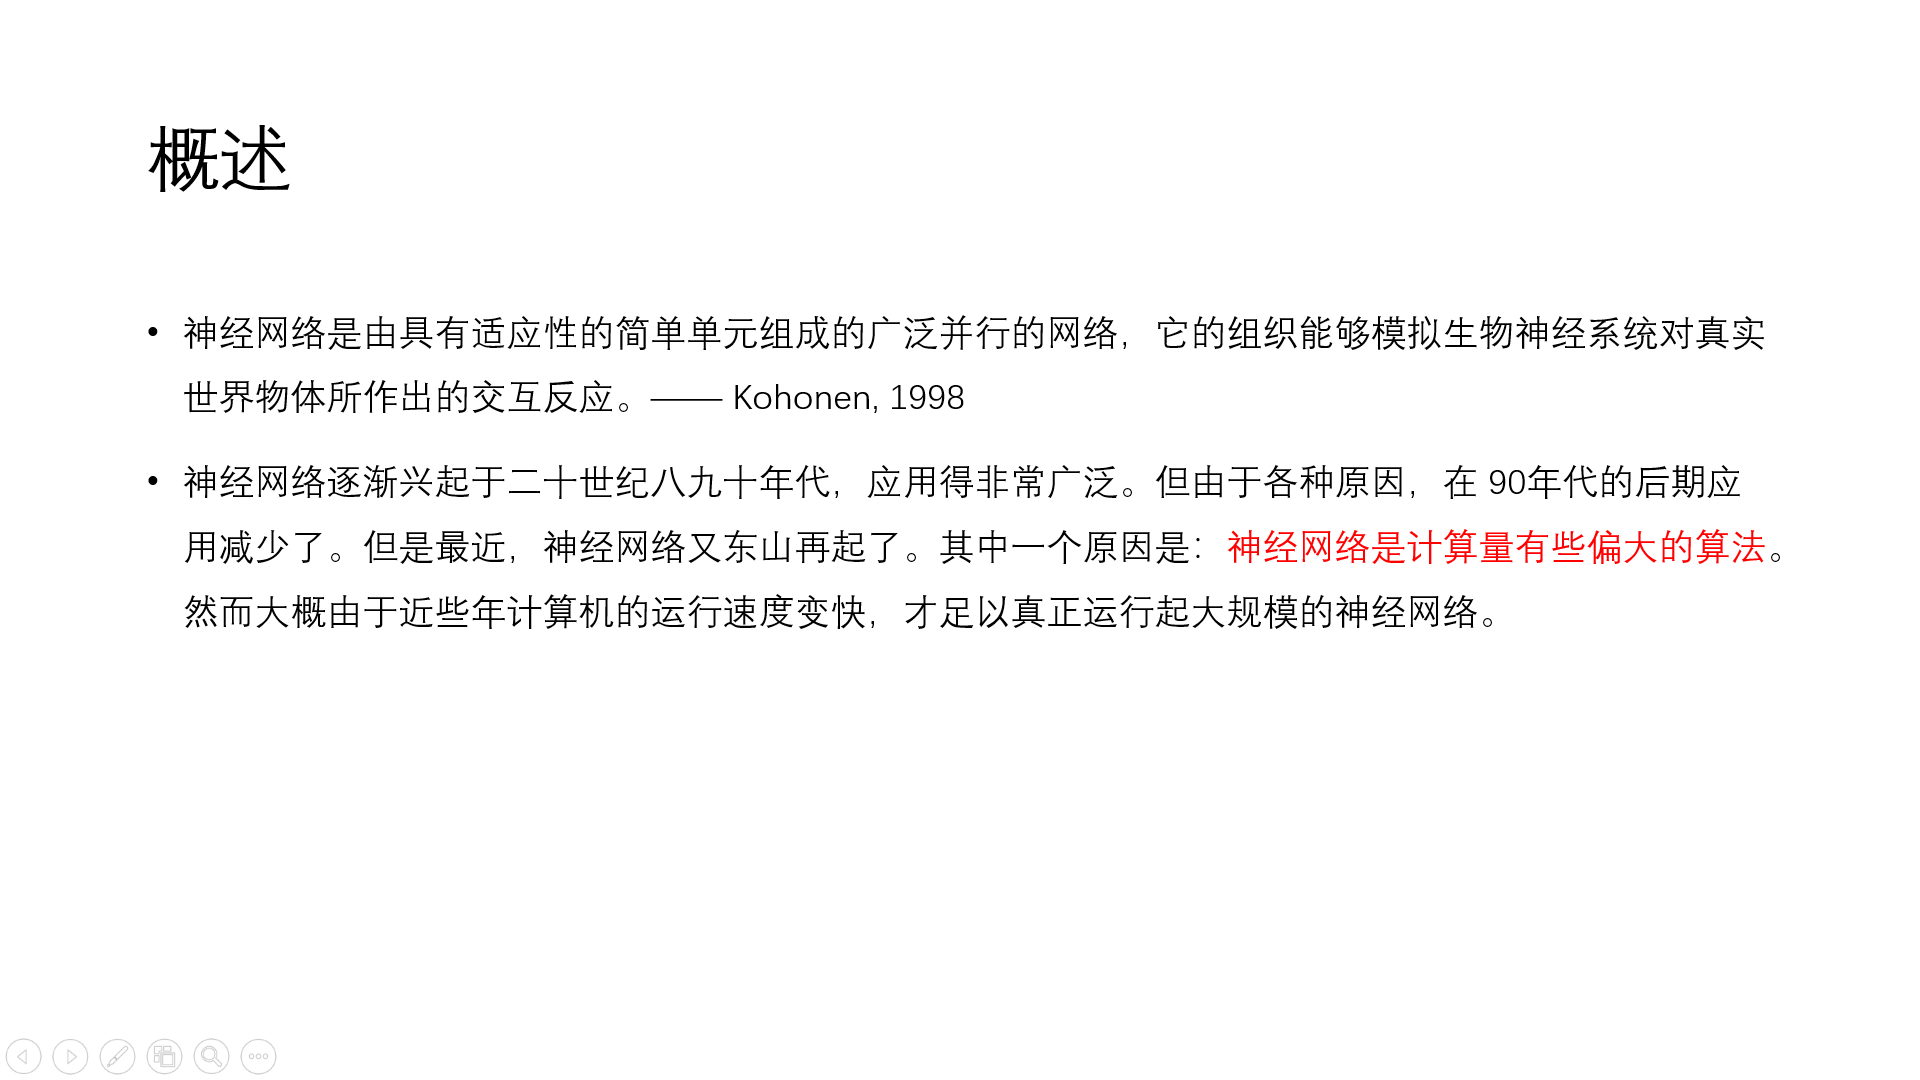 概述
• 神经网络是由具有适应性的简单单元组成的广泛并行的网络，它的组织能够模拟生物神经系统对真实
世界物体所作出的交互反应。—— Kohonen, 1998
• 神经网络逐渐兴起于二十世纪八九十年代，应用得非常广泛。但由于各种原因，在 90年代的后期应
用减少了。但是最近，神经网络又东山再起了。其中一个原因是：神经网络是计算量有些偏大的算法。
然而大概由于近些年计算机的运行速度变快，才足以真正运行起大规模的神经网络。